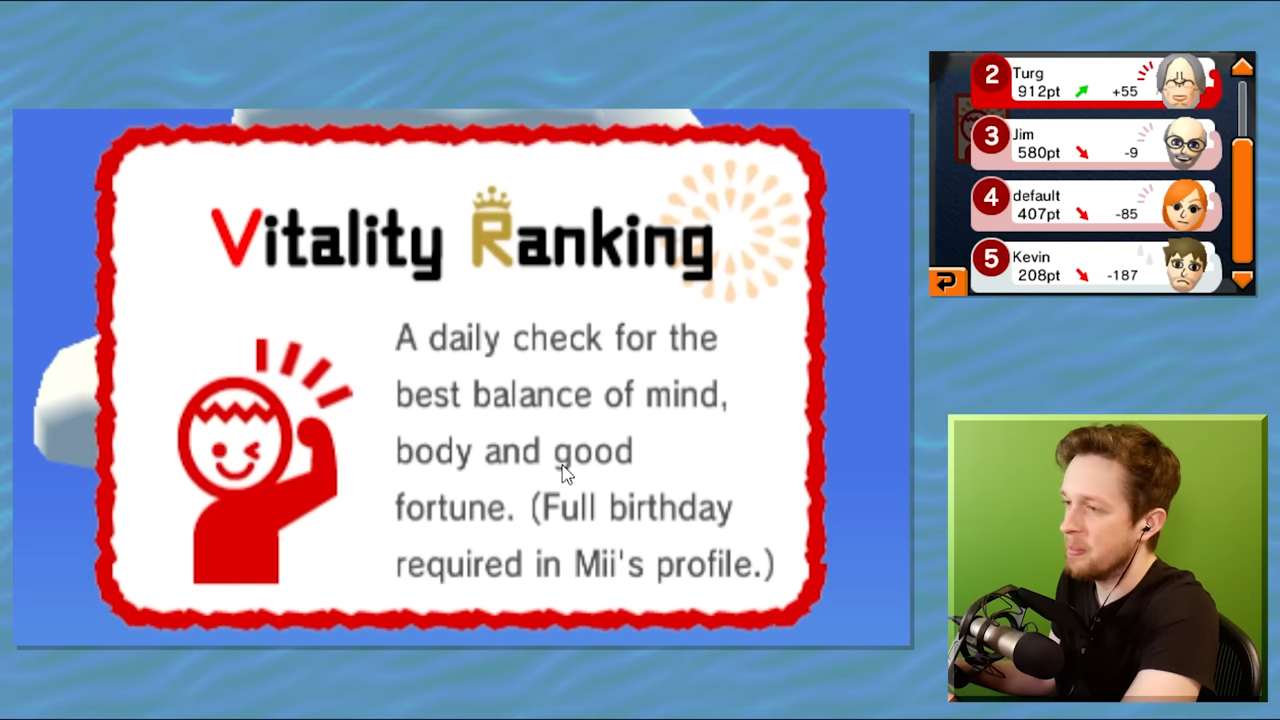 Vitality Ranking
A daily check for the
best balance of mind,
body and good
fortune. (Full birthday
required in Mii's profile.)
2
Turg
912pt +55
3
Jim
580pt -9
4
default
407pt -85
5
Kevin
208pt -187